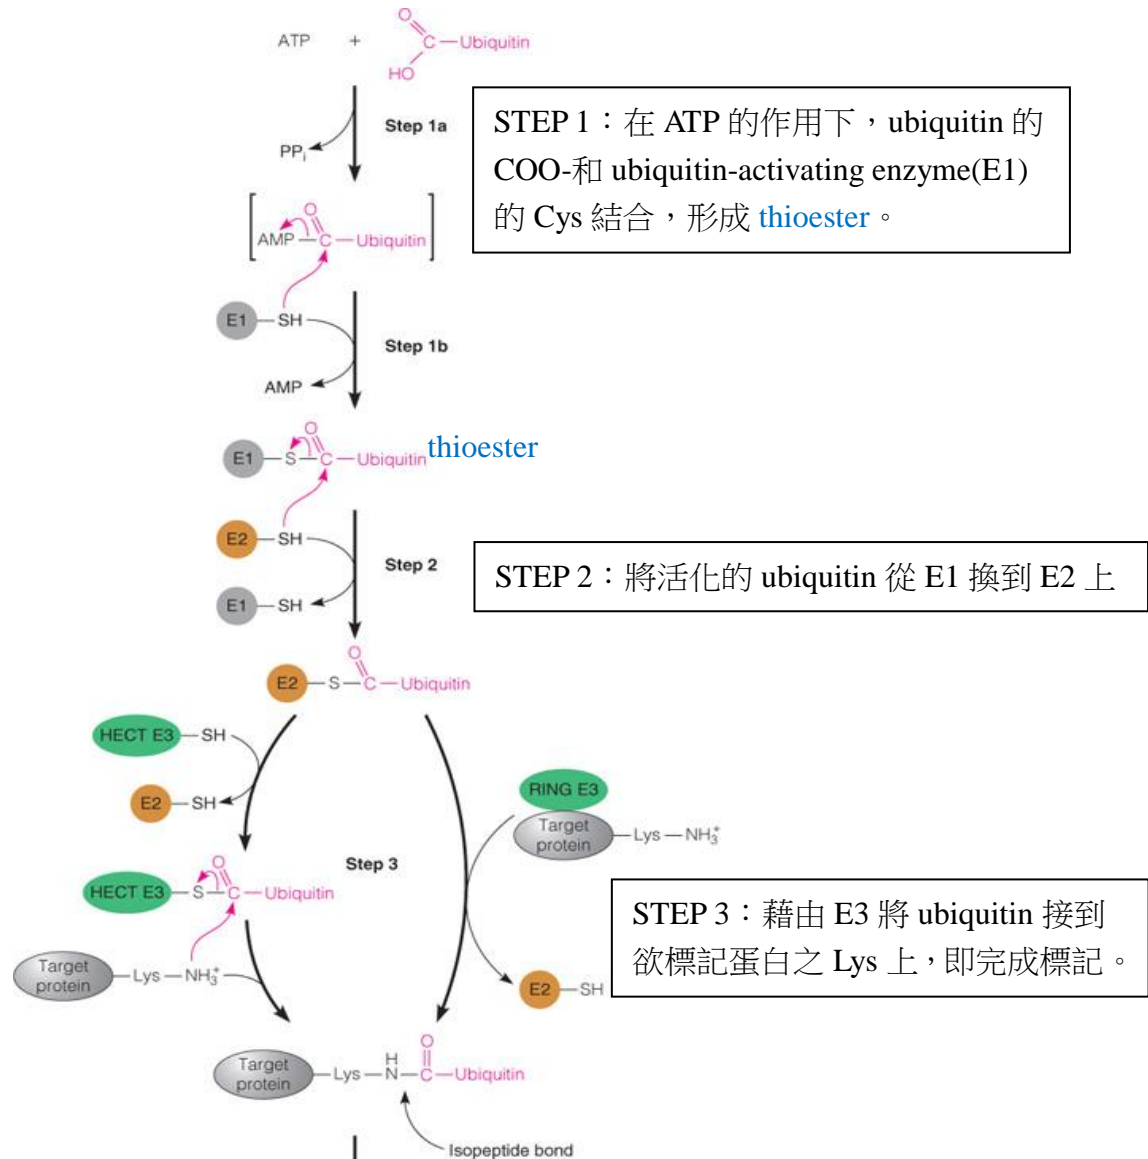 ATP + O C—Ubiquitin
HO
Step 1a
PPi
STEP 1：在 ATP 的作用下，ubiquitin 的
COO-和 ubiquitin-activating enzyme(E1)
的 Cys 結合，形成 thioester。
O
AMP—C—Ubiquitin
E1—SH
Step 1b
AMP
O
E1—S—C—Ubiquitin thioester
E2—SH
Step 2
STEP 2：將活化的 ubiquitin 從 E1 換到 E2 上
E1—SH
O
E2—S—C—Ubiquitin
HECT E3—SH
E2—SH
RING E3
Target
protein—Lys—NH3+
Step 3
O
HECT E3—S—C—Ubiquitin
STEP 3：藉由 E3 將 ubiquitin 接到
欲標記蛋白之 Lys 上，即完成標記。
Target
protein—Lys—NH3+
E2—SH
O
Target
protein—Lys—N—C—Ubiquitin
H
Isopeptide bond